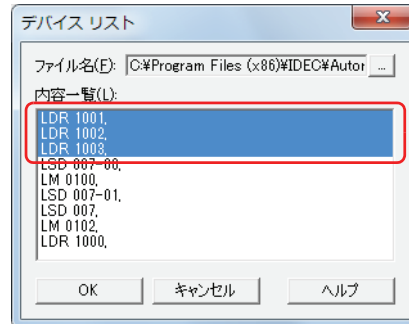 デバイス リスト
ファイル名(F): C:¥Program Files (x86)¥IDEC¥Autor ...
内容一覧(L):
LDR 1001,
LDR 1002,
LDR 1003,
LSD 007-00,
LM 0100,
LSD 007-01,
LSD 007,
LM 0102,
LDR 1000,
OK キャンセル ヘルプ